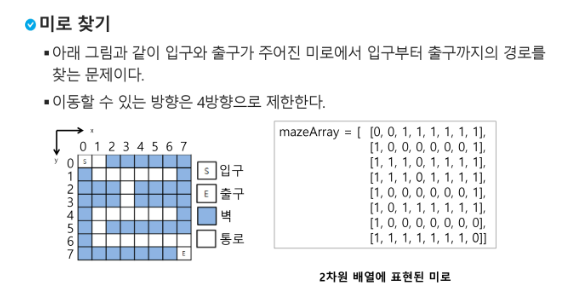 미로 찾기
▪ 아래 그림과 같이 입구와 출구가 주어진 미로에서 입구부터 출구까지의 경로를
찾는 문제이다.
▪ 이동할 수 있는 방향은 4방향으로 제한한다.
x
y
0 1 2 3 4 5 6 7
0
1
2
3
4
5
6
7
S
E
S 입구
E 출구
벽
통로
mazeArray = [ [0, 0, 1, 1, 1, 1, 1, 1],
[1, 0, 0, 0, 0, 0, 0, 1],
[1, 1, 1, 0, 1, 1, 1, 1],
[1, 1, 1, 0, 1, 1, 1, 1],
[1, 0, 0, 0, 0, 0, 0, 1],
[1, 0, 1, 1, 1, 1, 1, 1],
[1, 0, 0, 0, 0, 0, 0, 0],
[1, 1, 1, 1, 1, 1, 1, 0]]
2차원 배열에 표현된 미로